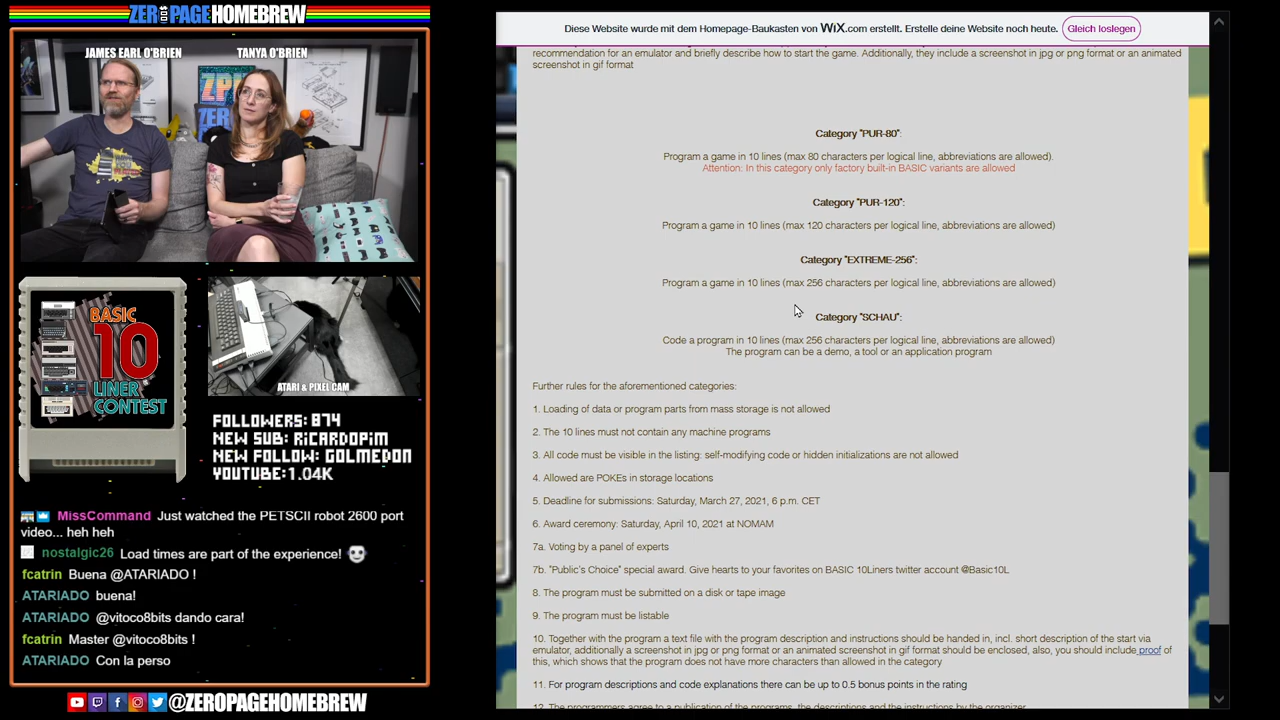 ZEROPAGEHOMEBREW
JAMES EARL O'BRIEN
TANYA O'BRIEN
BASIC
10
LINER
CONTEST
ATARI & PIXEL CAM
FOLLOWERS: 874
NEW SUB: RICARDOPIM
NEW FOLLOW: GOLMEDON
YOUTUBE:1.04K
MissCommand Just watched the PETSCII robot 2600 port
video... heh heh
nostalgic26 Load times are part of the experience!
fcatrin Buena @ATARIADO !
ATARIADO buena!
ATARIADO @vitoco8bits dando cara!
fcatrin Master @vitoco8bits !
ATARIADO Con la perso
@ZEROPAGEHOMEBREW
Diese Website wurde mit dem Homepage-Baukasten von WiX.com erstellt. Erstelle deine Website noch heute. Gleich loslegen
recommendation for an emulator and briefly describe how to start the game. Additionally, they include a screenshot in jpg or png format or an animated
screenshot in gif format
Category "PUR-80":
Program a game in 10 lines (max 80 characters per logical line, abbreviations are allowed).
Attention: In this category only factory built-in BASIC variants are allowed
Category "PUR-120":
Program a game in 10 lines (max 120 characters per logical line, abbreviations are allowed)
Category "EXTREME-256":
Program a game in 10 lines (max 256 characters per logical line, abbreviations are allowed)
Category "SCHAU":
Code a program in 10 lines (max 256 characters per logical line, abbreviations are allowed)
The program can be a demo, a tool or an application program
Further rules for the aforementioned categories:
1. Loading of data or program parts from mass storage is not allowed
2. The 10 lines must not contain any machine programs
3. All code must be visible in the listing: self-modifying code or hidden initializations are not allowed
4. Allowed are POKEs in storage locations
5. Deadline for submissions: Saturday, March 27, 2021, 6 p.m. CET
6. Award ceremony: Saturday, April 10, 2021 at NOMAM
7a. Voting by a panel of experts
7b. "Public's Choice" special award. Give hearts to your favorites on BASIC 10Liners twitter account @Basic10L
8. The program must be submitted on a disk or tape image
9. The program must be listable
10. Together with the program a text file with the program description and instructions should be handed in, incl. short description of the start via
emulator, additionally a screenshot in jpg or png format or an animated screenshot in gif format should be enclosed, also, you should include proof of
this, which shows that the program does not have more characters than allowed in the category
11. For program descriptions and code explanations there can be up to 0.5 bonus points in the rating
12. The programmers agree to a publication of the programs, the descriptions and the instructions by the organizer